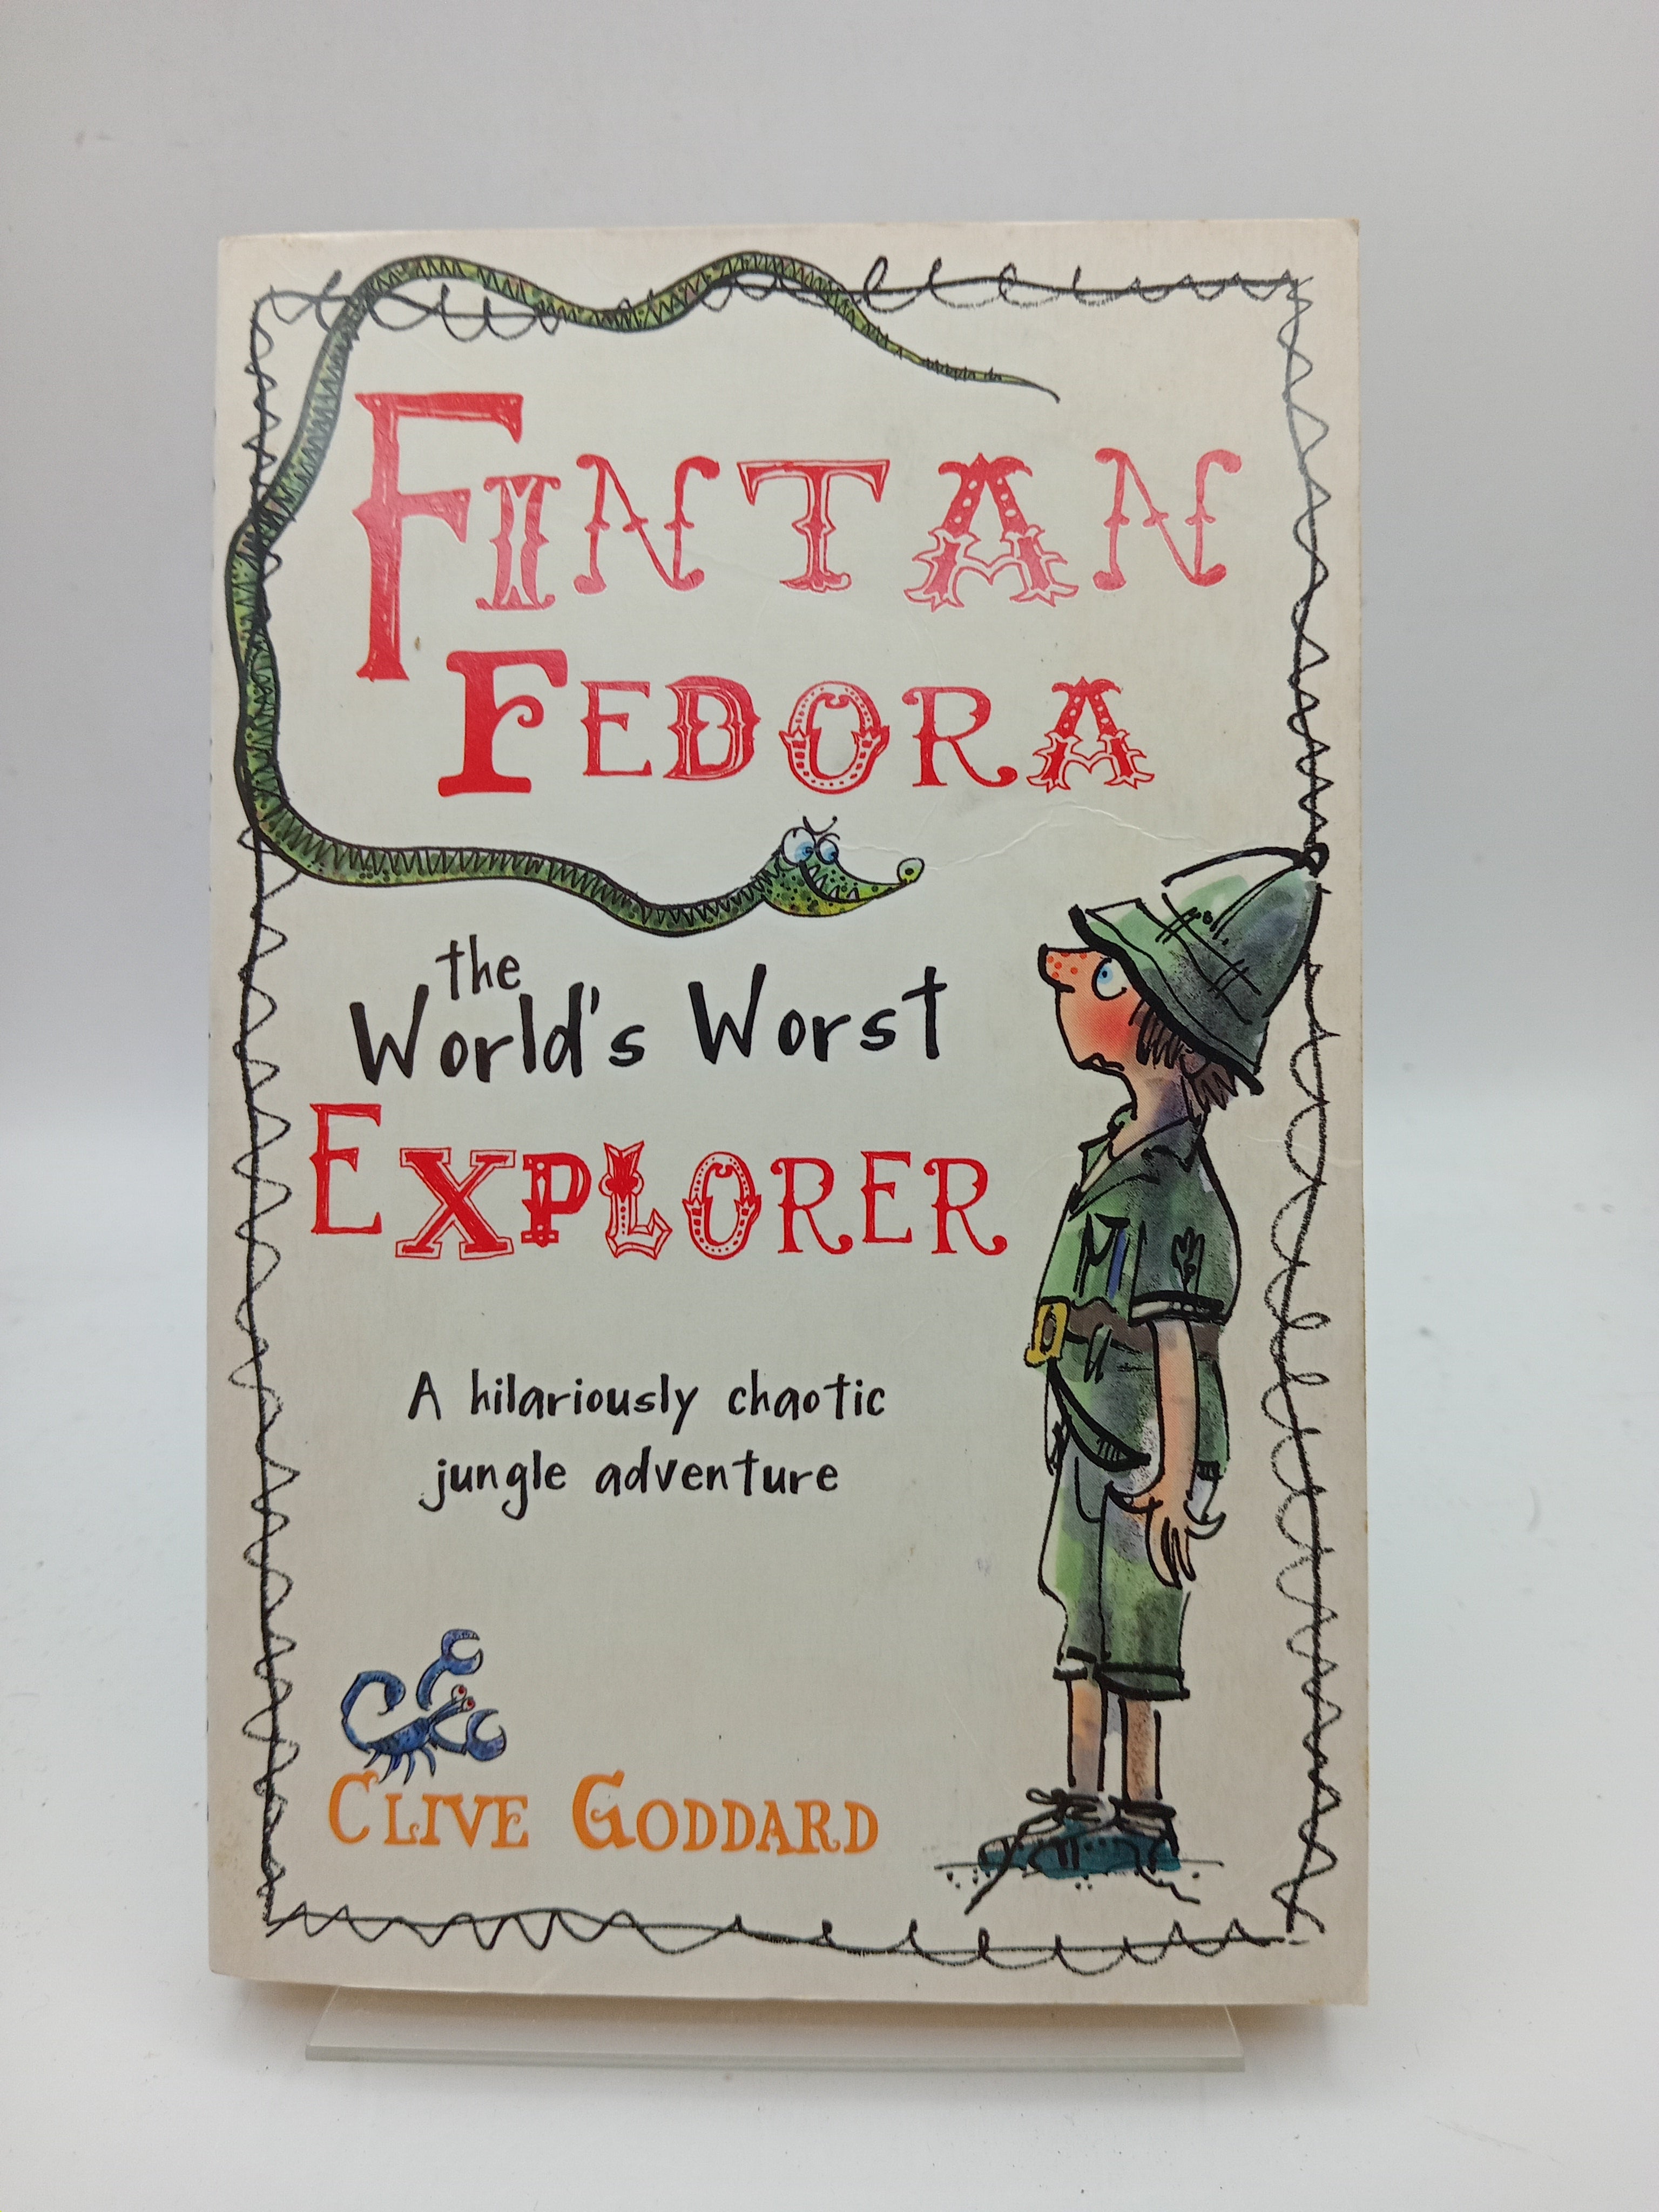 FINTAN
FEDORA
the
World's Worst
EXPLORER
A hilariously chaotic
jungle adventure
CLIVE GODDARD